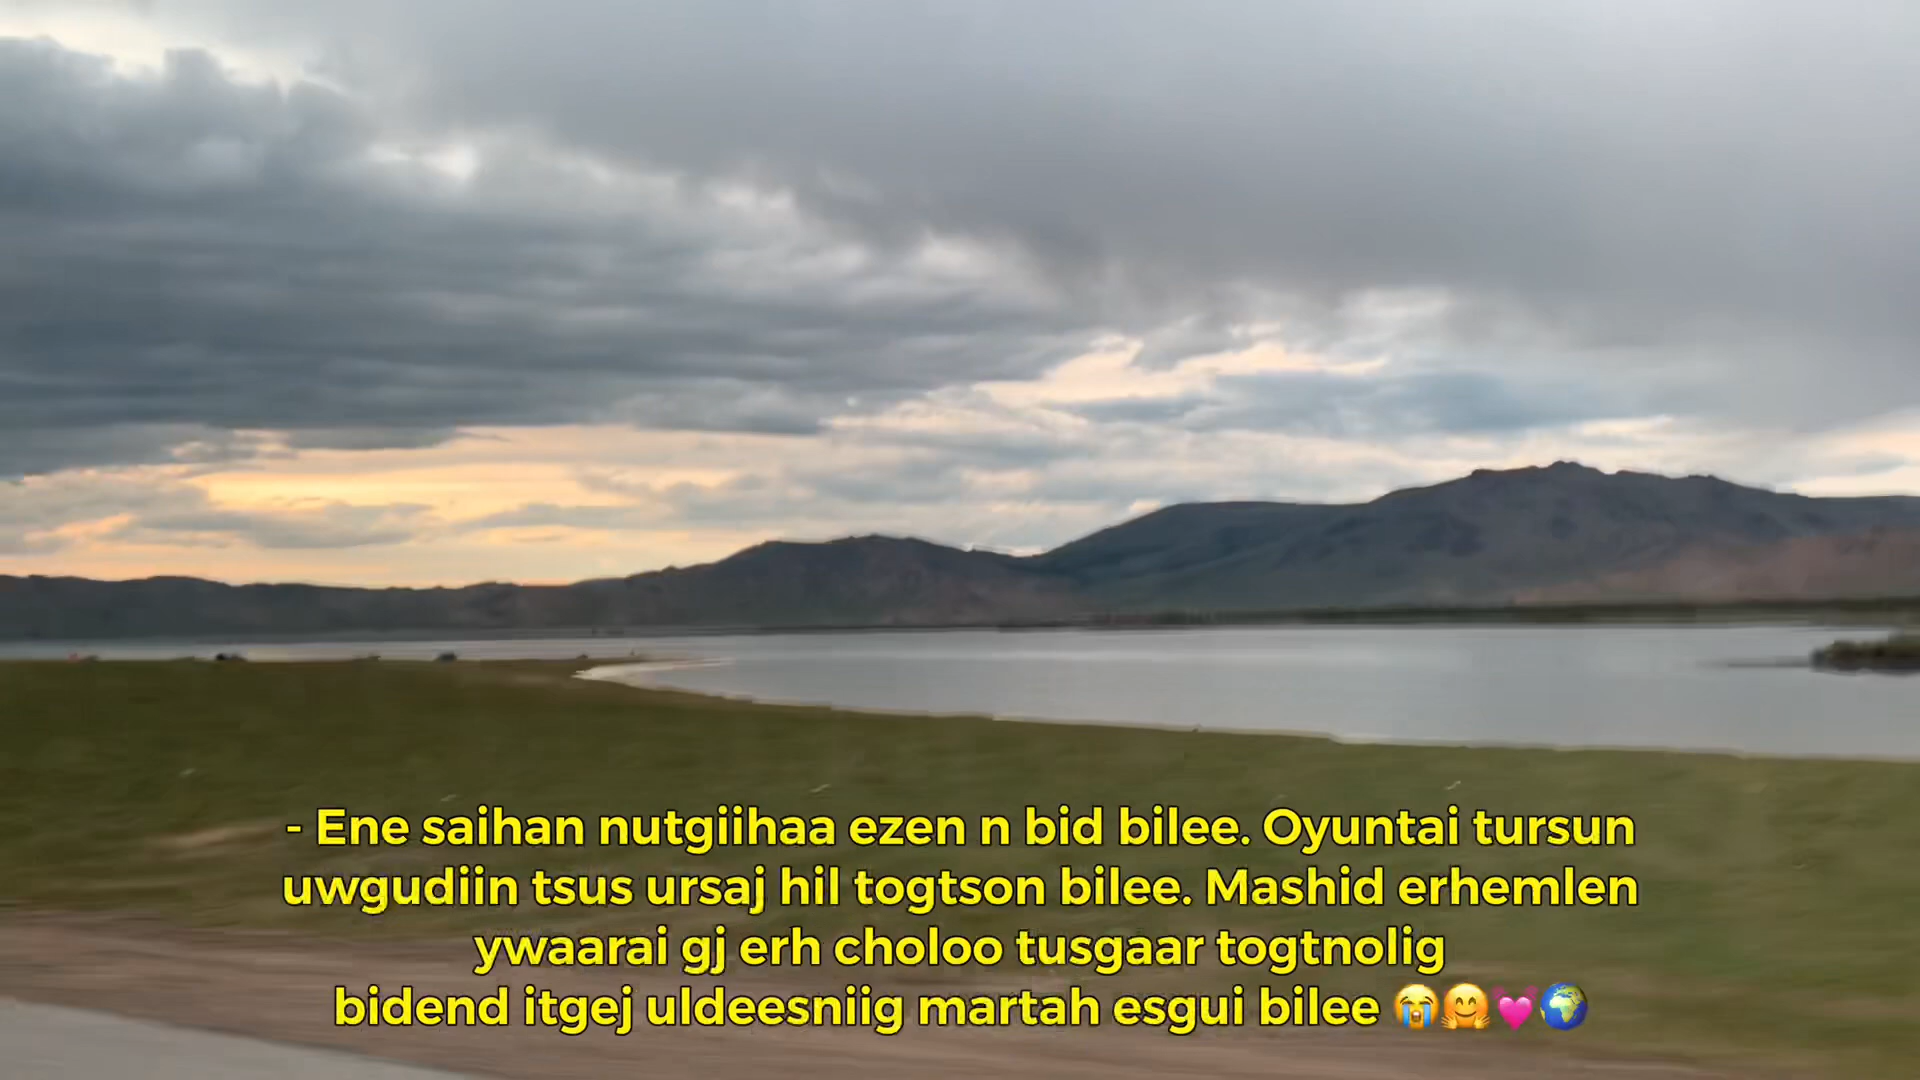 - Ene saihan nutgiihaa ezen n bid bilee. Oyuntai tursun
uwgudiin tsus ursaj hil togtson bilee. Mashid erhemlen
ywaarai gj erh choloo tusgaar togtnolig
bidend itgej uldeesniig martah esgui bilee 😭🤗💓🌍